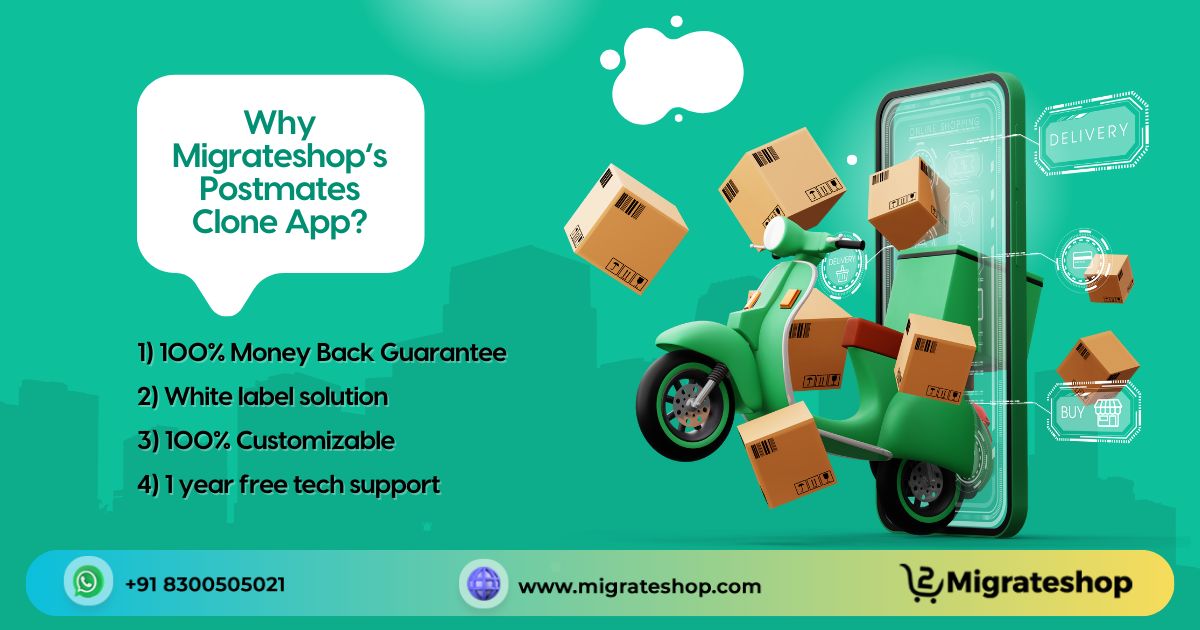 Why
Migrateshop's
Postmates
Clone App?
1) 100% Money Back Guarantee
2) White label solution
3) 100% Customizable
4) 1 year free tech support
ONLINE SHOPPING
DELIVERY
DELIVERY
BUY
+91 8300505021
www.migrateshop.com
Migrateshop